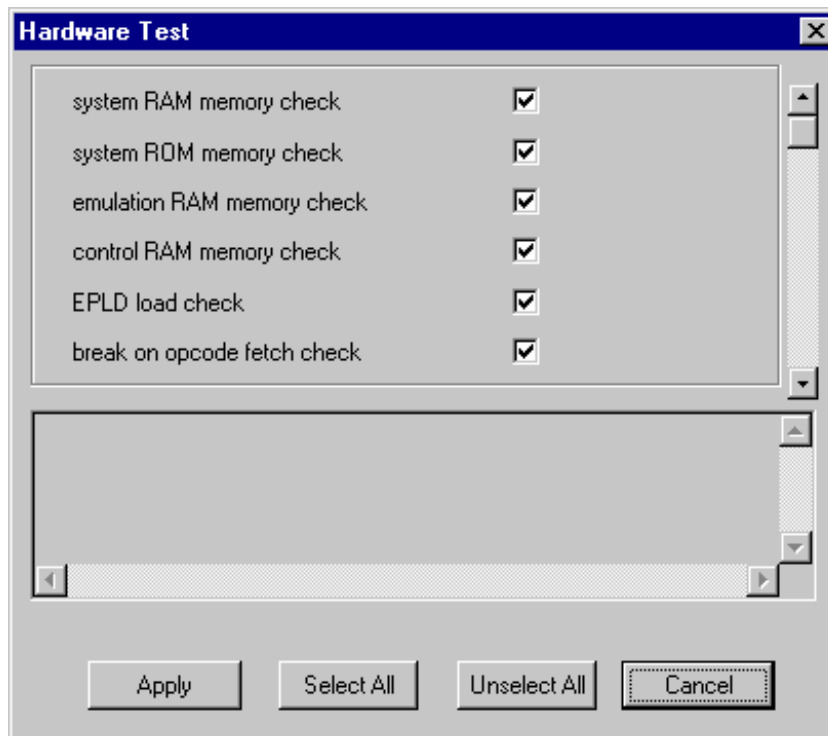 Hardware Test
system RAM memory check
system ROM memory check
emulation RAM memory check
control RAM memory check
EPLD load check
break on opcode fetch check
Apply Select All Unselect All Cancel